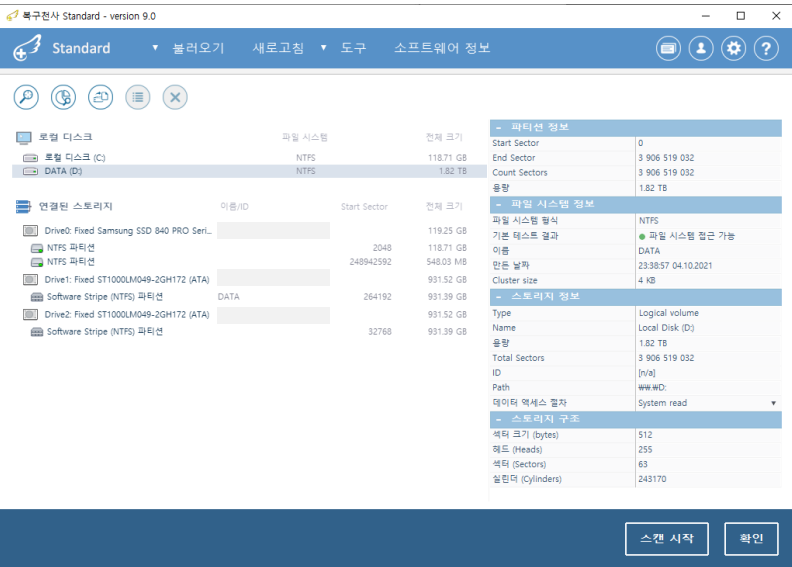 복구천사 Standard - version 9.0
Standard ▼ 불러오기 새로고침 ▼ 도구 소프트웨어 정보
로컬 디스크 파일 시스템 전체 크기
로컬 디스크 (C:) NTFS 118.71 GB
DATA (D:) NTFS 1.82 TB
연결된 스토리지 이름/ID Start Sector 전체 크기
Drive0: Fixed Samsung SSD 840 PRO Seri... 119.25 GB
NTFS 파티션 2048 118.71 GB
NTFS 파티션 248942592 548.03 MB
Drive1: Fixed ST1000LM049-2GH172 (ATA) 931.52 GB
Software Stripe (NTFS) 파티션 DATA 264192 931.39 GB
Drive2: Fixed ST1000LM049-2GH172 (ATA) 931.52 GB
Software Stripe (NTFS) 파티션 32768 931.39 GB
- 파티션 정보
Start Sector 0
End Sector 3 906 519 032
Count Sectors 3 906 519 032
용량 1.82 TB
- 파일 시스템 정보
파일 시스템 형식 NTFS
기본 테스트 결과 ● 파일 시스템 접근 가능
이름 DATA
만든 날짜 23:38:57 04.10.2021
Cluster size 4 KB
- 스토리지 정보
Type Logical volume
Name Local Disk (D:)
용량 1.82 TB
Total Sectors 3 906 519 032
ID [n/a]
Path ₩₩.₩D:
데이터 액세스 절차 System read ▼
- 스토리지 구조
섹터 크기 (bytes) 512
헤드 (Heads) 255
섹터 (Sectors) 63
실린더 (Cylinders) 243170
스캔 시작 확인